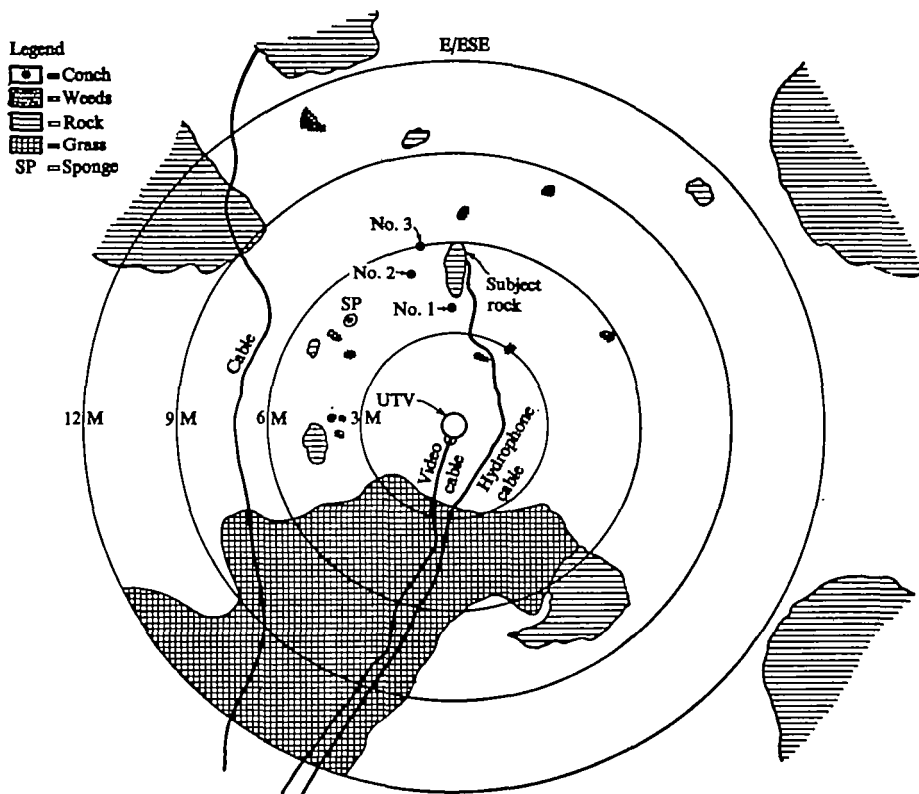 E/ESE
Legend
= Conch
= Weeds
= Rock
= Grass
SP = Sponge
No. 3
No. 2
Subject
rock
SP
No. 1
Cable
UTV
12 M
9 M
6 M
3 M
Video
cable
Hydrophone
cable